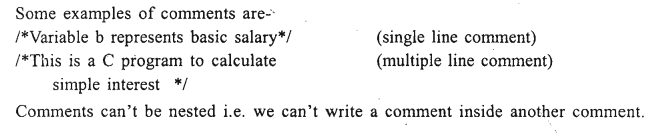 Some examples of comments are-
/*Variable b represents basic salary*/ (single line comment)
/*This is a C program to calculate (multiple line comment)
simple interest */
Comments can't be nested i.e. we can't write a comment inside another comment.